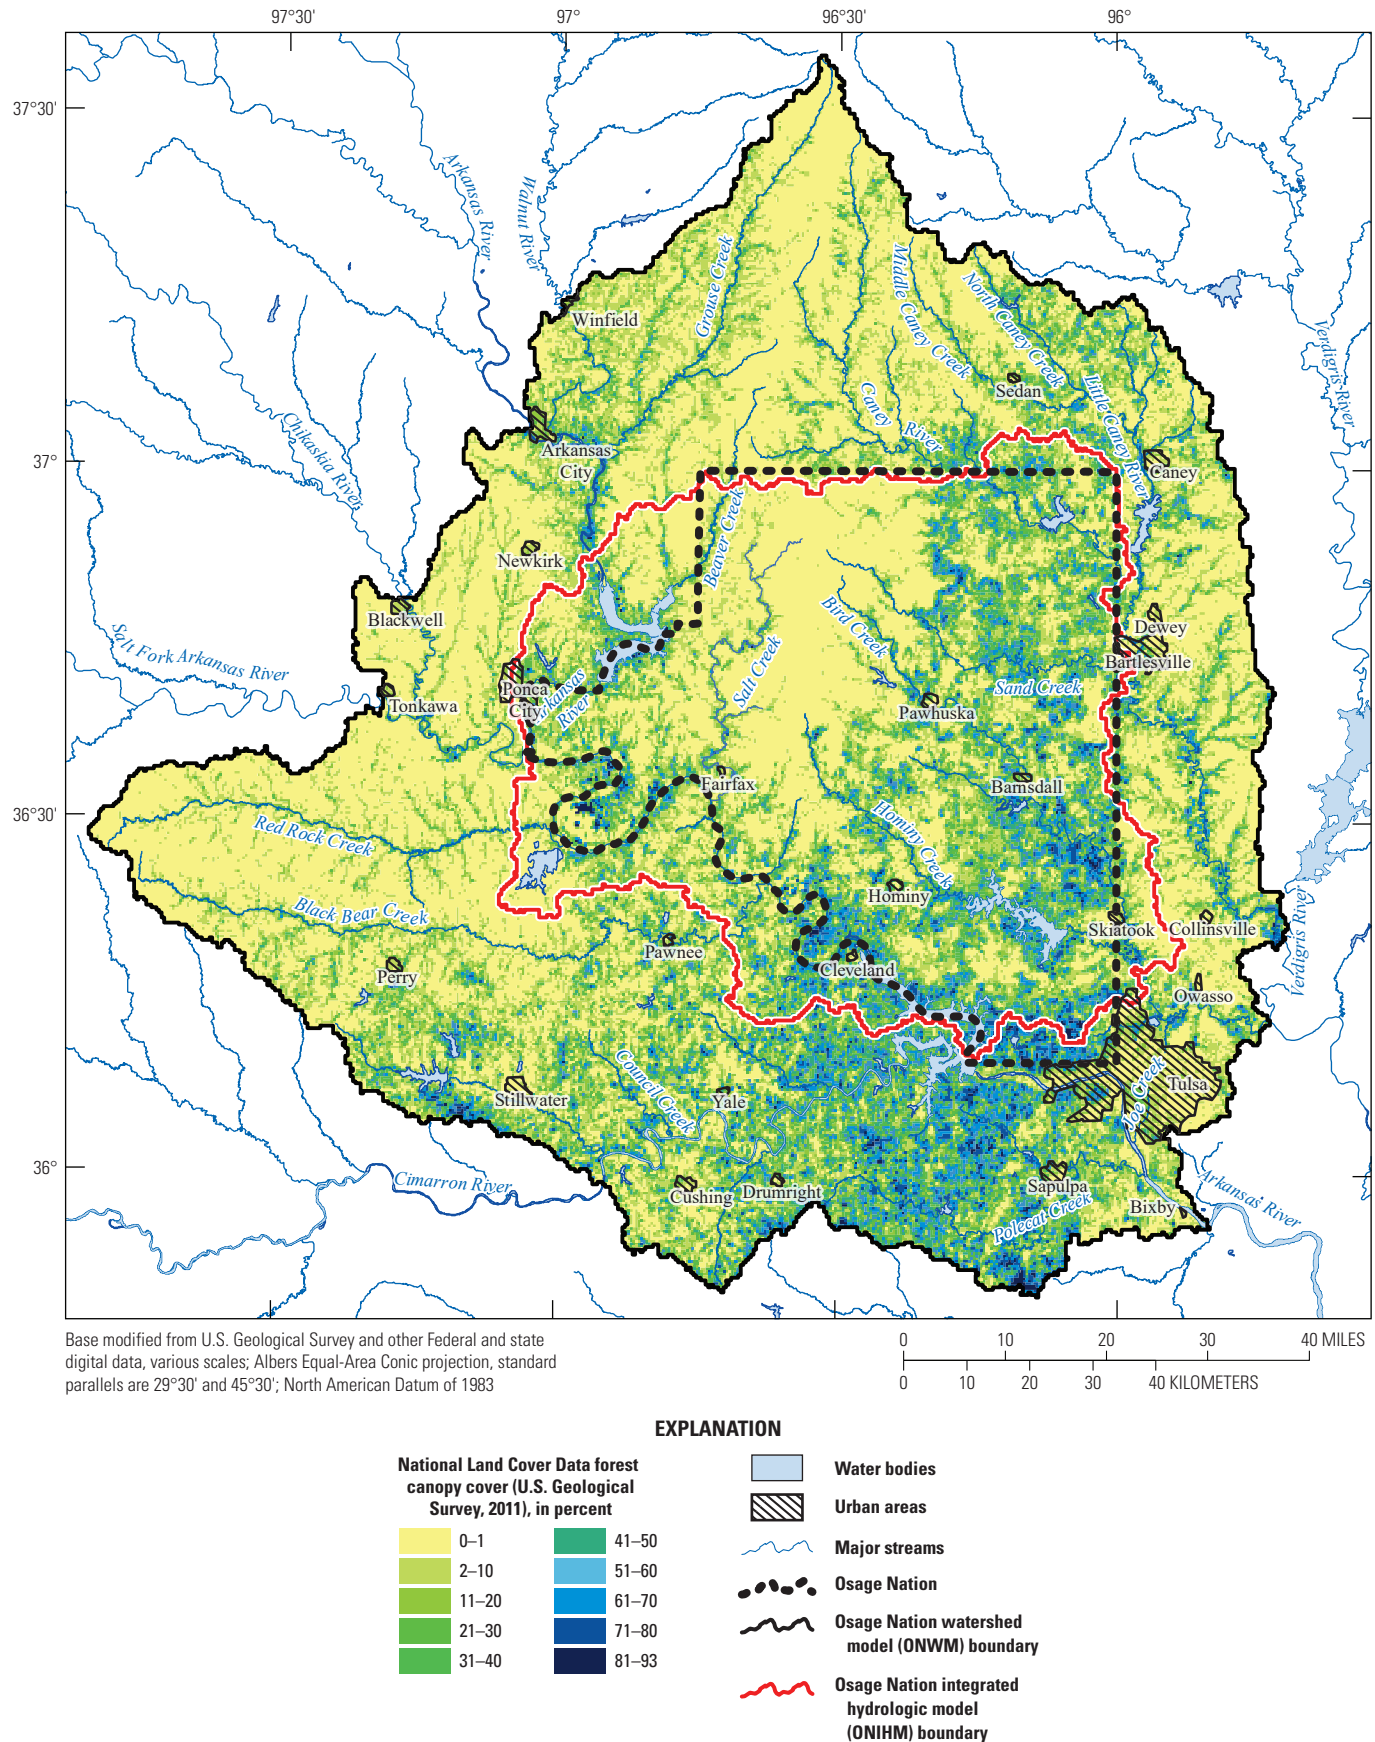 97°30'
97°
96°30'
96°
37°30'
37°
36°30'
36°
Arkansas River
Walnut River
Grouse Creek
Middle Caney Creek
North Caney Creek
Verdigris River
Winfield
Sedan
Little Caney River
Caney River
Chikaskia River
Arkansas
City
Caney
Beaver Creek
Newkirk
Blackwell
Bird Creek
Dewey
Bartlesville
Salt Fork Arkansas River
Salt Creek
Sand Creek
Ponca
City
Arkansas
River
Tonkawa
Pawhuska
Fairfax
Barnsdall
Red Rock Creek
Hominy Creek
Black Bear Creek
Hominy
Skiatook
Collinsville
Verdigris River
Pawnee
Cleveland
Perry
Owasso
Council Creek
Stillwater
Yale
Joe Creek
Tulsa
Cimarron River
Cushing
Drumright
Sapulpa
Polecat Creek
Bixby
Arkansas River
Base modified from U.S. Geological Survey and other Federal and state
digital data, various scales; Albers Equal-Area Conic projection, standard
parallels are 29°30' and 45°30'; North American Datum of 1983
0 10 20 30 40 MILES
0 10 20 30 40 KILOMETERS
EXPLANATION
National Land Cover Data forest
canopy cover (U.S. Geological
Survey, 2011), in percent
0–1
2–10
11–20
21–30
31–40
41–50
51–60
61–70
71–80
81–93
Water bodies
Urban areas
Major streams
Osage Nation
Osage Nation watershed
model (ONWM) boundary
Osage Nation integrated
hydrologic model
(ONIHM) boundary